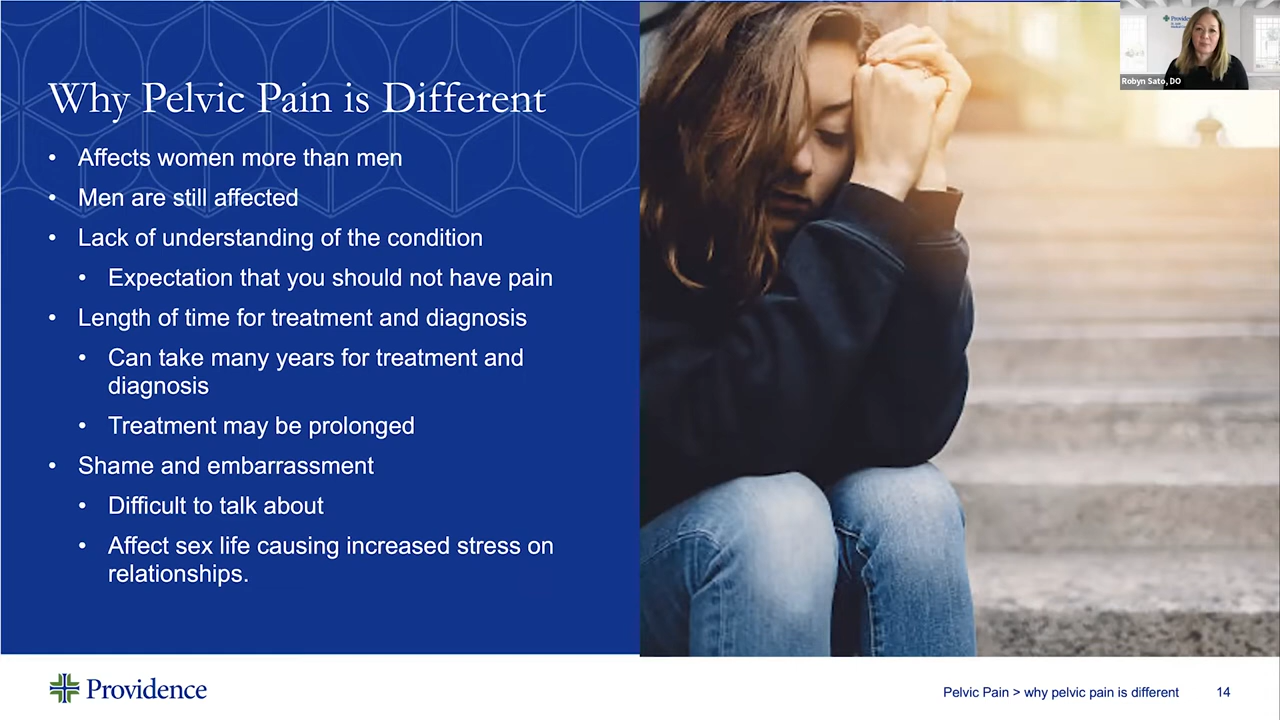 Why Pelvic Pain is Different
• Affects women more than men
• Men are still affected
• Lack of understanding of the condition
• Expectation that you should not have pain
• Length of time for treatment and diagnosis
• Can take many years for treatment and
diagnosis
• Treatment may be prolonged
• Shame and embarrassment
• Difficult to talk about
• Affect sex life causing increased stress on
relationships.
Robyn Sato, DO
Providence
Pelvic Pain > why pelvic pain is different 14